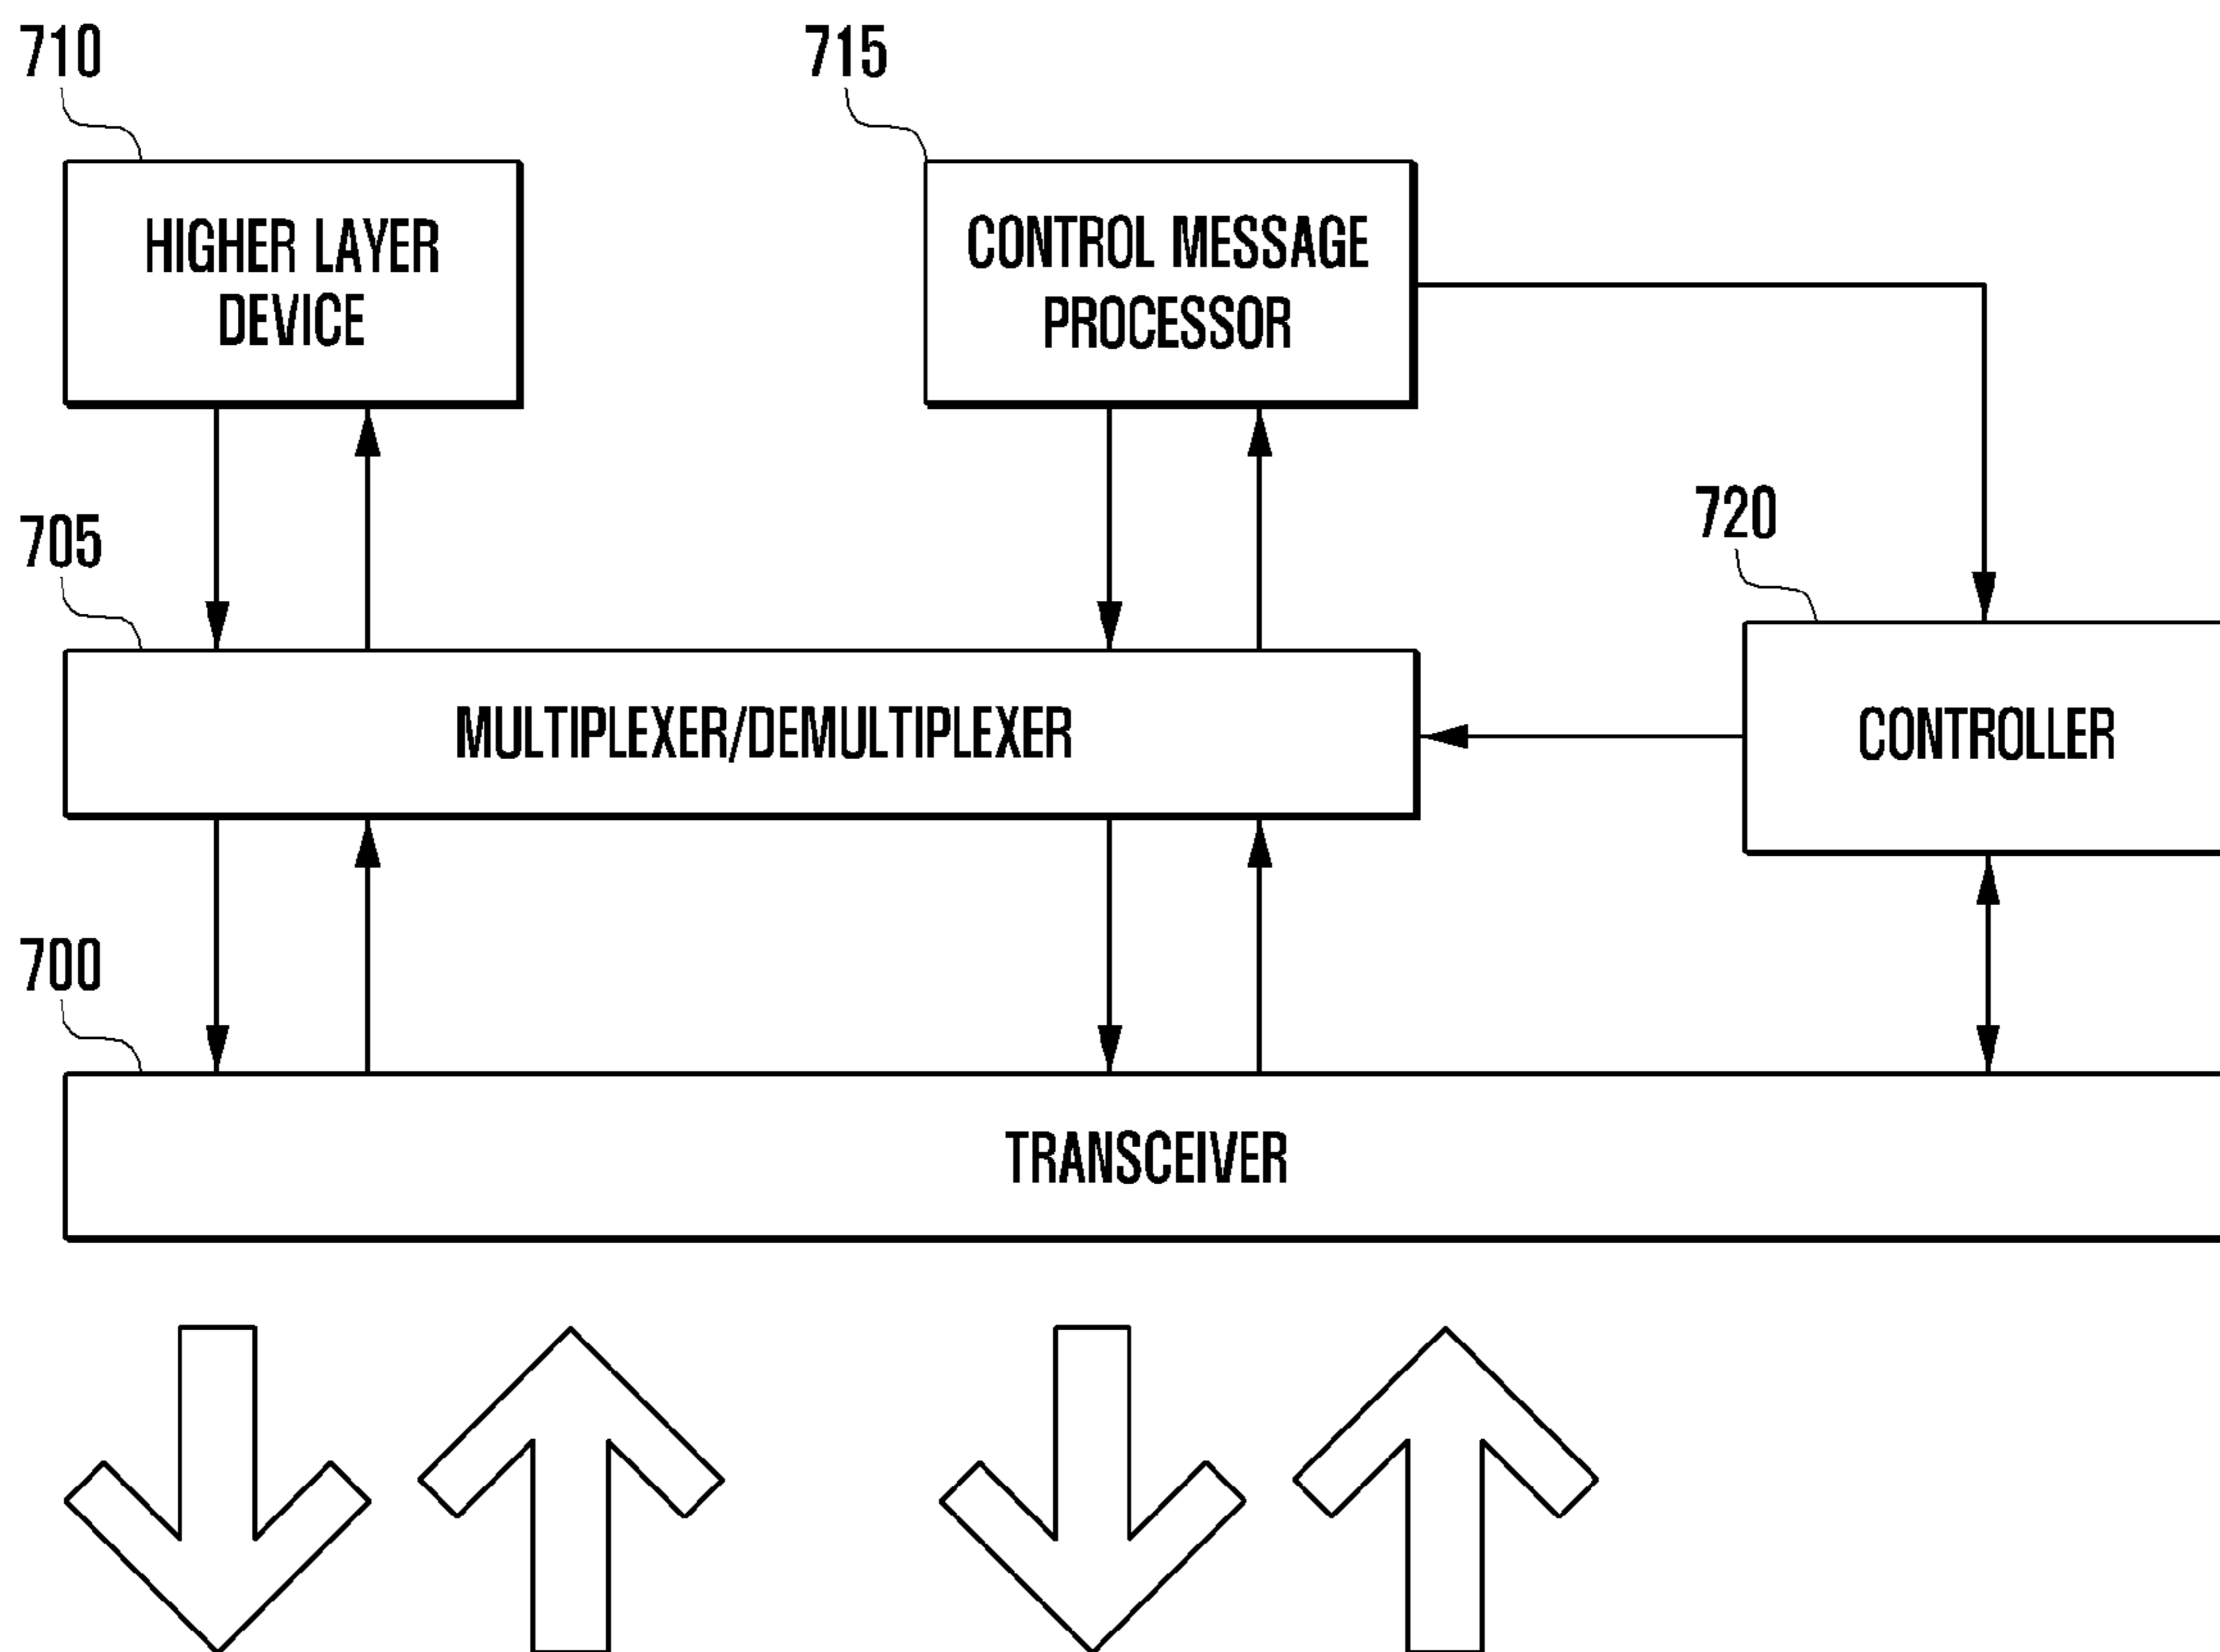 710
715
HIGHER LAYER
DEVICE
CONTROL MESSAGE
PROCESSOR
705
720
MULTIPLEXER/DEMULTIPLEXER
CONTROLLER
700
TRANSCEIVER